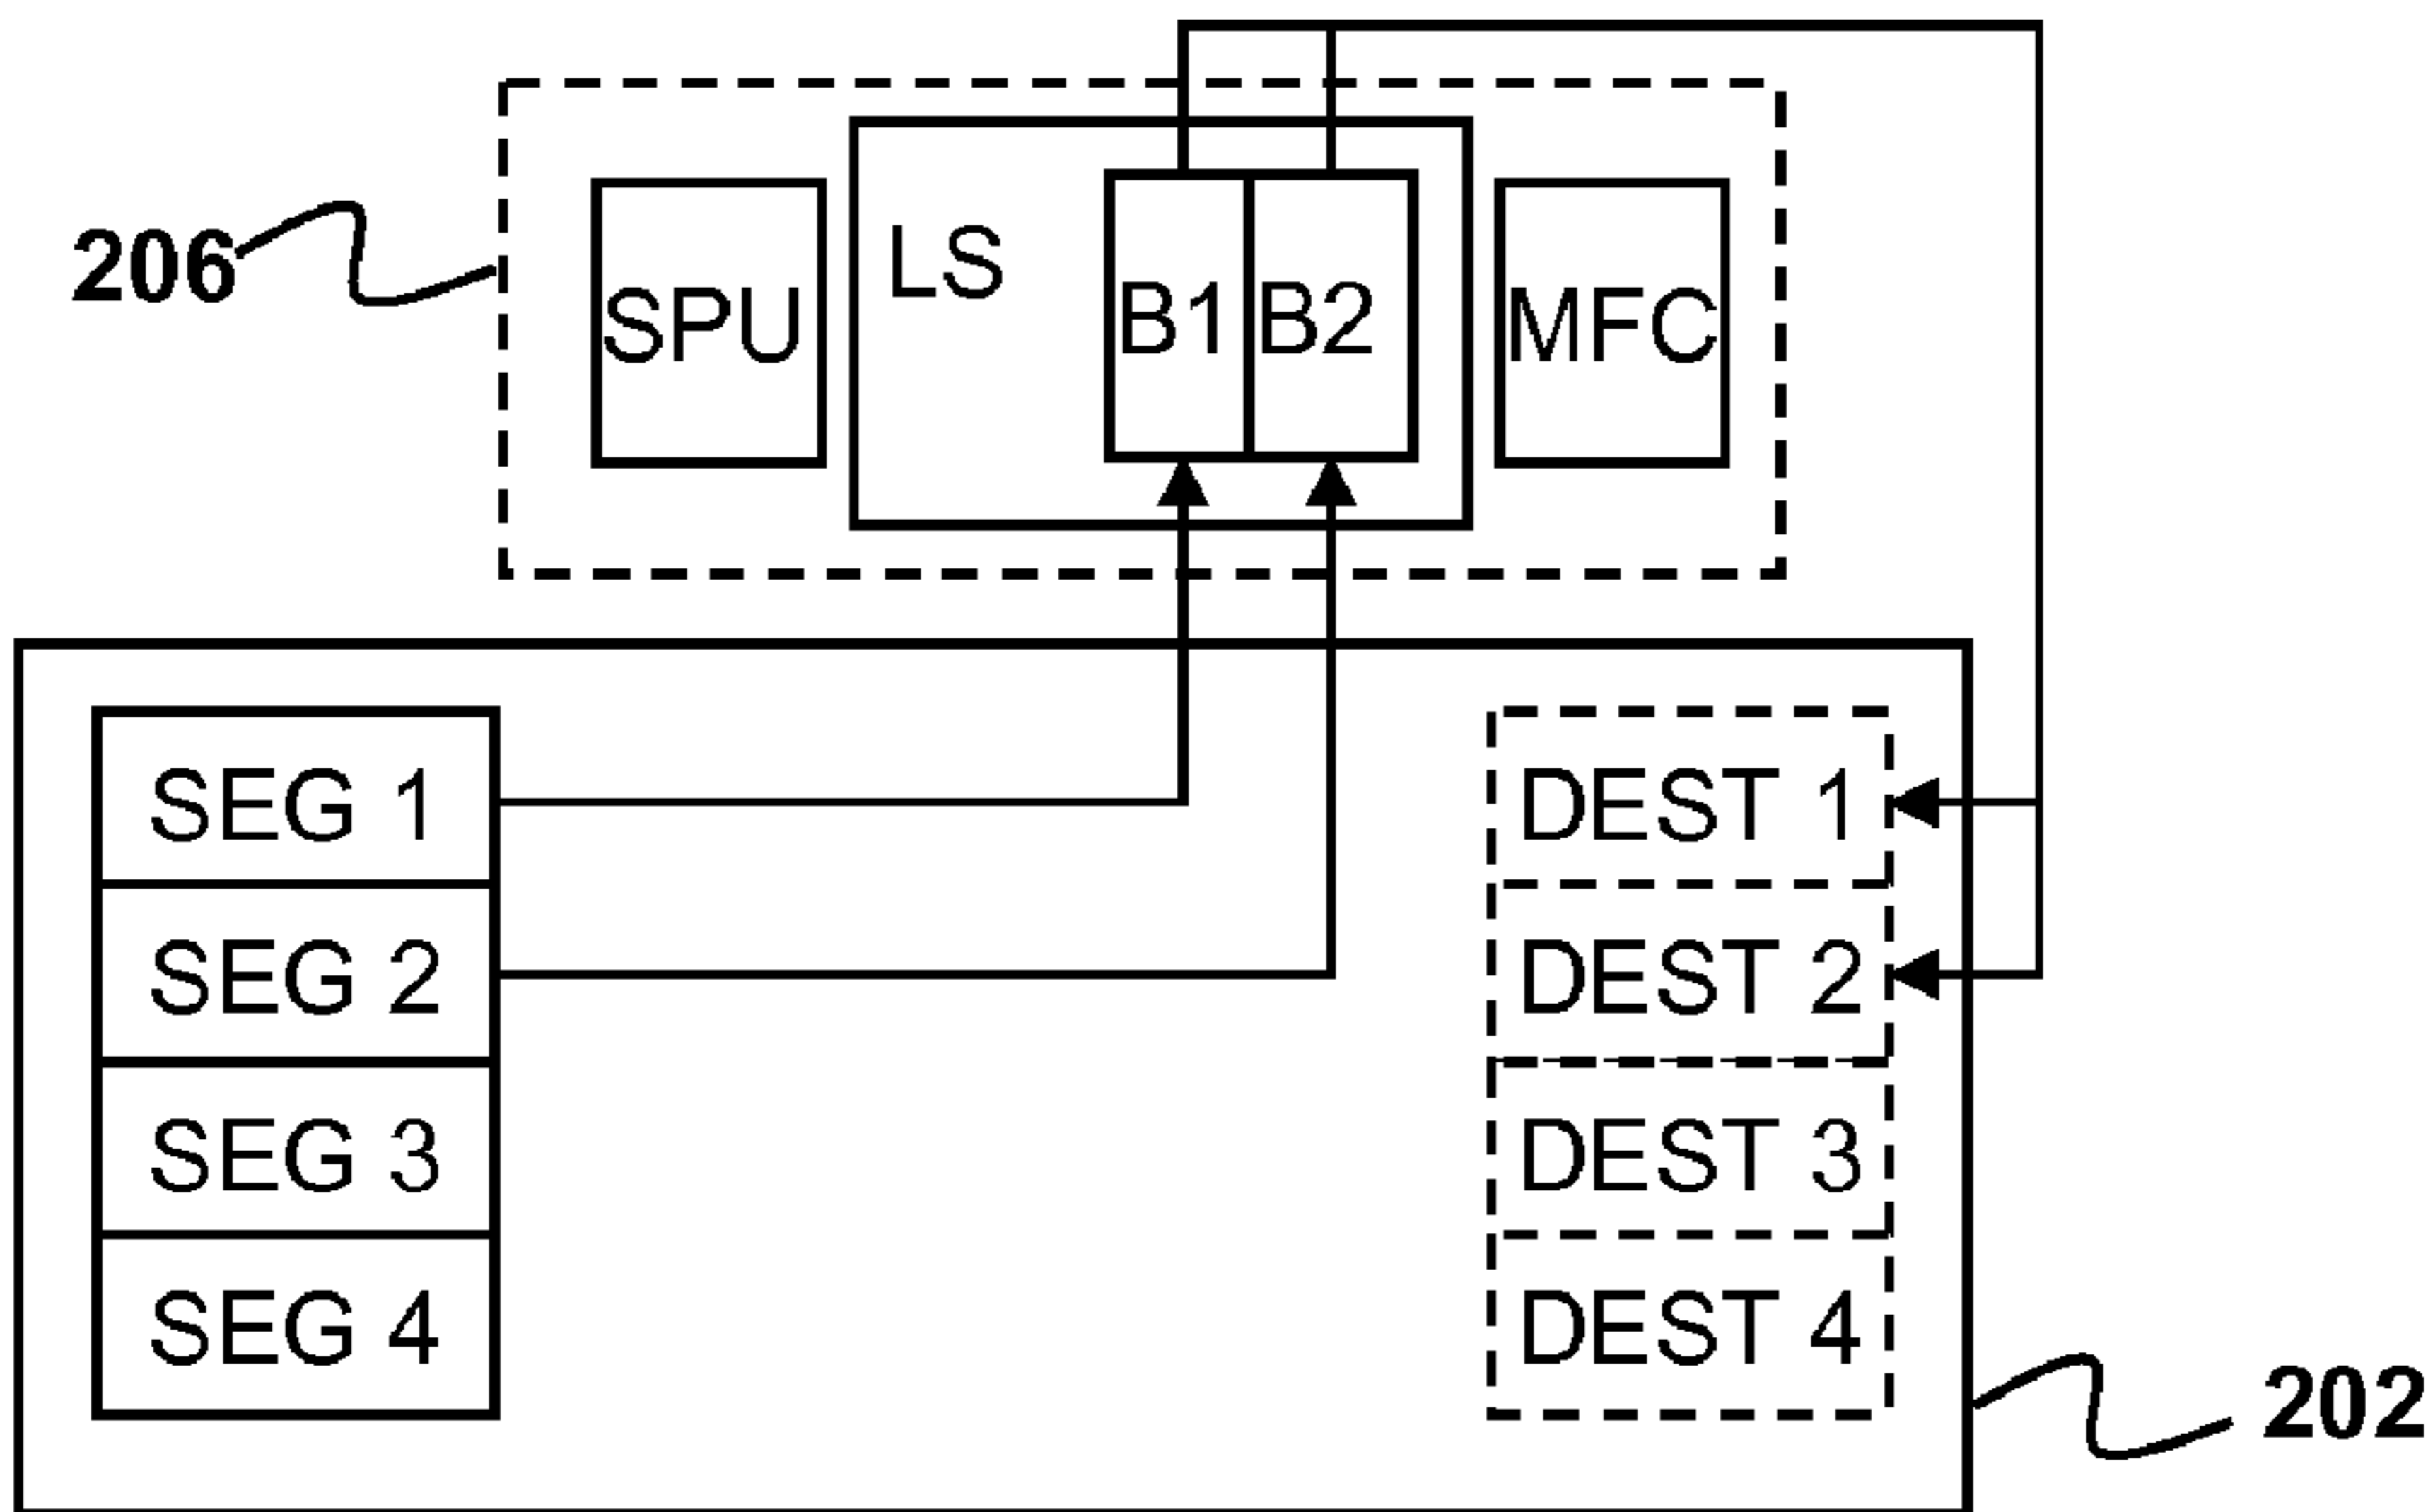 206
SPU
LS
B1
B2
MFC
SEG 1
SEG 2
SEG 3
SEG 4
DEST 1
DEST 2
DEST 3
DEST 4
202